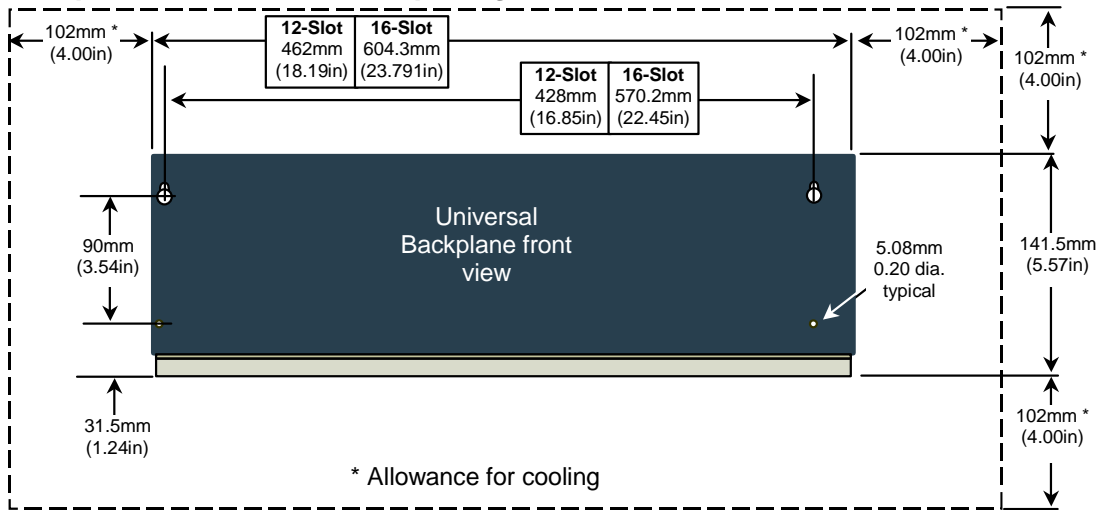 102mm *
(4.00in)
12-Slot
462mm
(18.19in)
16-Slot
604.3mm
(23.791in)
102mm *
(4.00in)
102mm *
(4.00in)
12-Slot
428mm
(16.85in)
16-Slot
570.2mm
(22.45in)
Universal
Backplane front
view
90mm
(3.54in)
5.08mm
0.20 dia.
typical
141.5mm
(5.57in)
31.5mm
(1.24in)
102mm *
(4.00in)
* Allowance for cooling